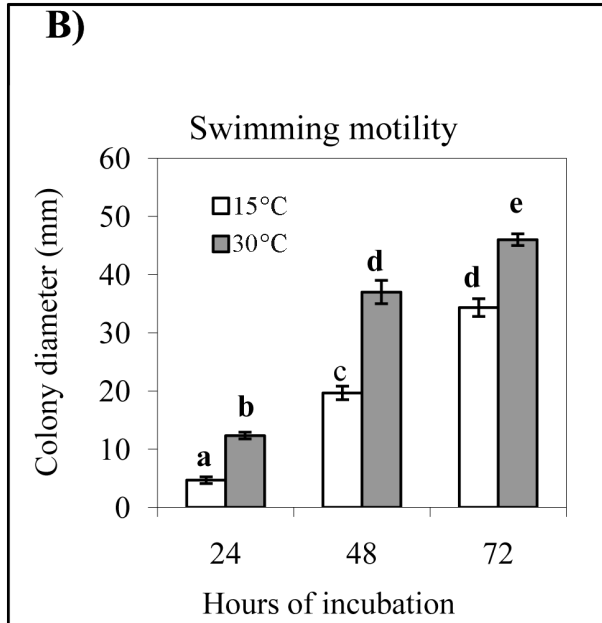 B)
Swimming motility
Colony diameter (mm)
60
50
40
30
20
10
0
15°C
30°C
a
b
c
d
d
e
24
48
72
Hours of incubation